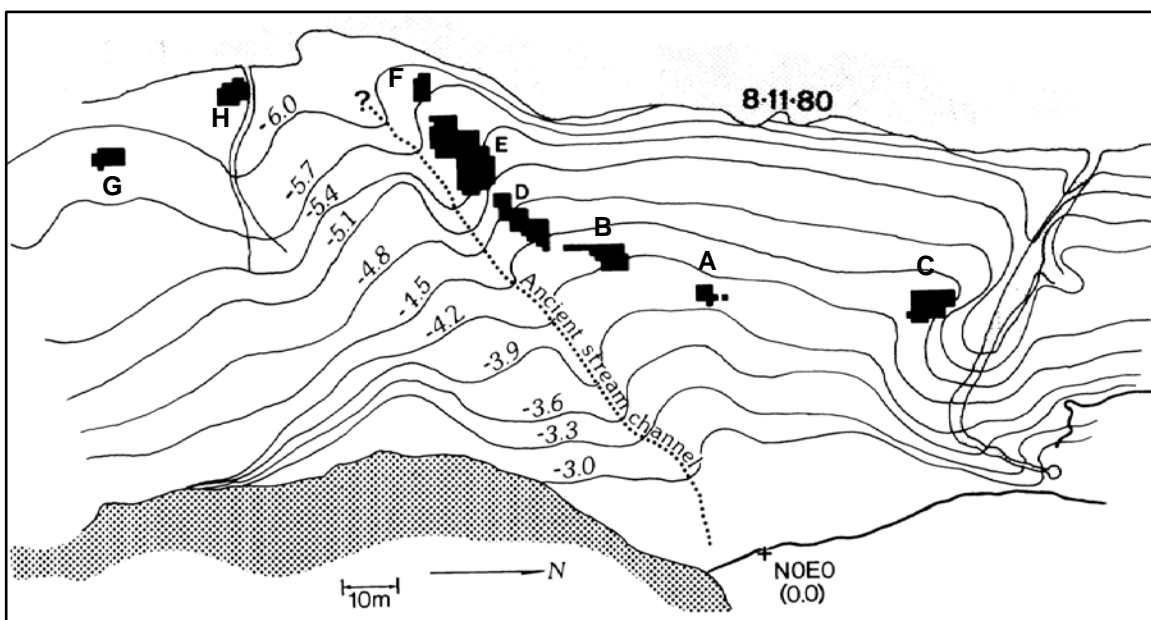 F
8·11·80
H
?
-6.0
E
G
-5.7
D
-5.4
B
-5.1
A
C
-4.8
-4.5
Ancient stream channel
-4.2
-3.9
-3.6
-3.3
-3.0
N
10m
N0E0
(0.0)